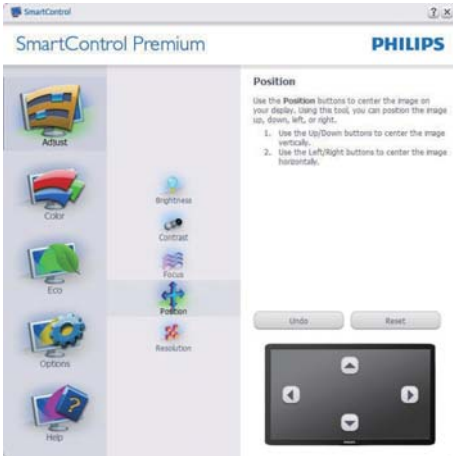 SmartControl
SmartControl Premium
PHILIPS
Adjust
Color
Eco
Options
Help
Brightness
Contrast
Focus
Position
Resolution
Position
Use the Position buttons to center the image on
your display. Using this tool, you can position the image
up, down, left, or right.
1. Use the Up/Down buttons to center the image
vertically.
2. Use the Left/Right buttons to center the image
horizontally.
Undo
Reset